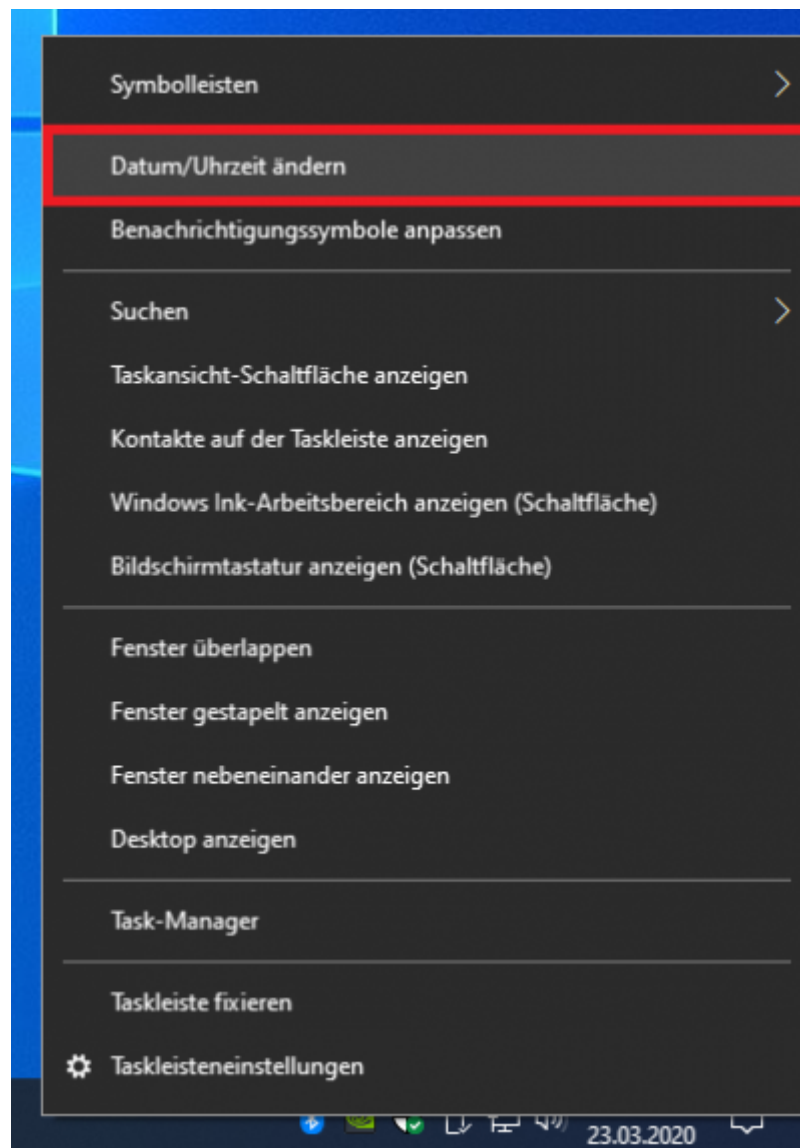 Symbolleisten
Datum/Uhrzeit ändern
Benachrichtigungssymbole anpassen
Suchen
Taskansicht-Schaltfläche anzeigen
Kontakte auf der Taskleiste anzeigen
Windows Ink-Arbeitsbereich anzeigen (Schaltfläche)
Bildschirmtastatur anzeigen (Schaltfläche)
Fenster überlappen
Fenster gestapelt anzeigen
Fenster nebeneinander anzeigen
Desktop anzeigen
Task-Manager
Taskleiste fixieren
Taskleisteneinstellungen
23.03.2020